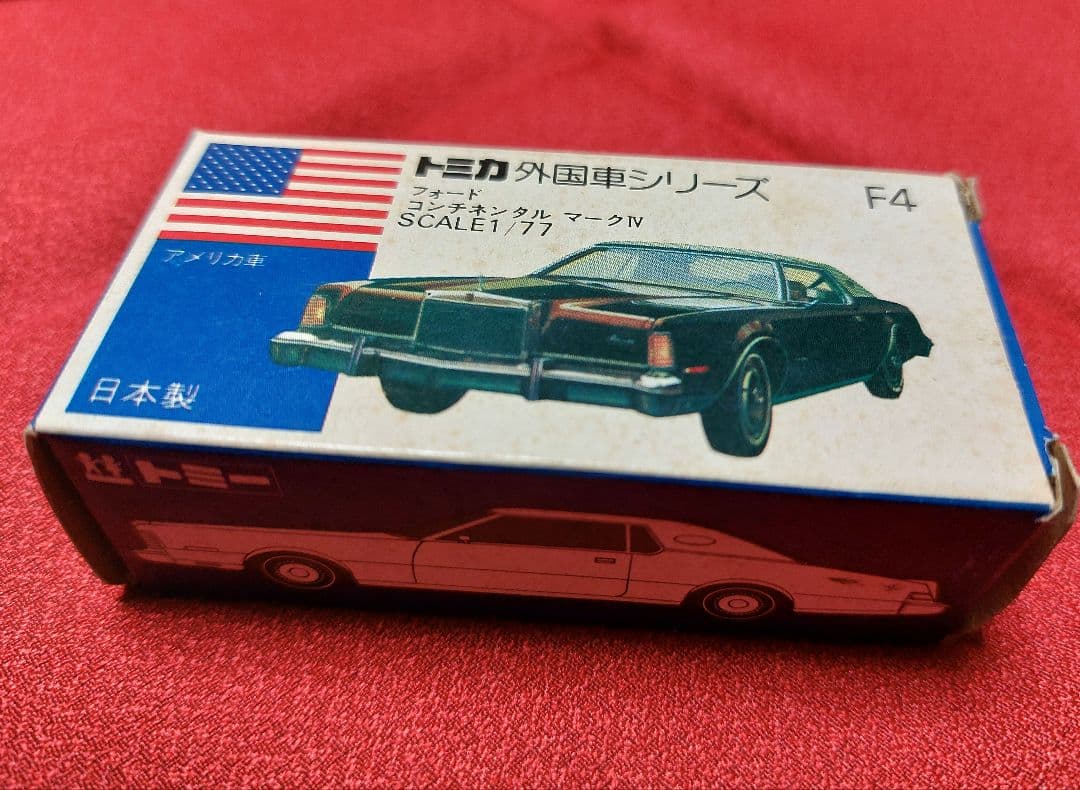 トミカ 外国車シリーズ F4
フォード
コンチネンタル マークⅣ
SCALE1/77
アメリカ車
日本製
トミー